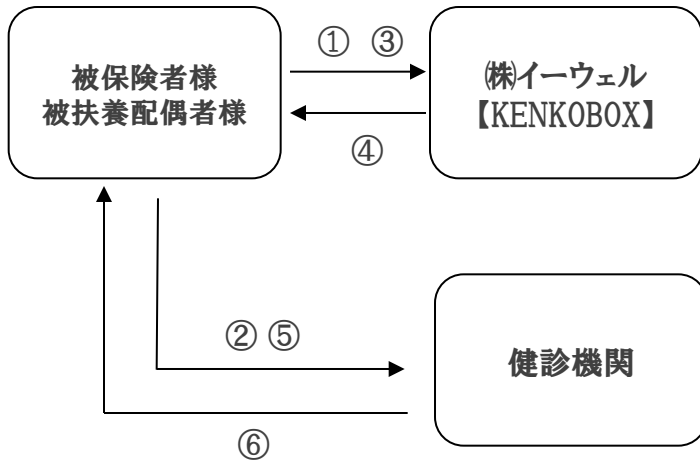 被保険者様
被扶養配偶者様
① ③
㈱イーウェル
【KENKOBOX】
④
② ⑤
健診機関
⑥